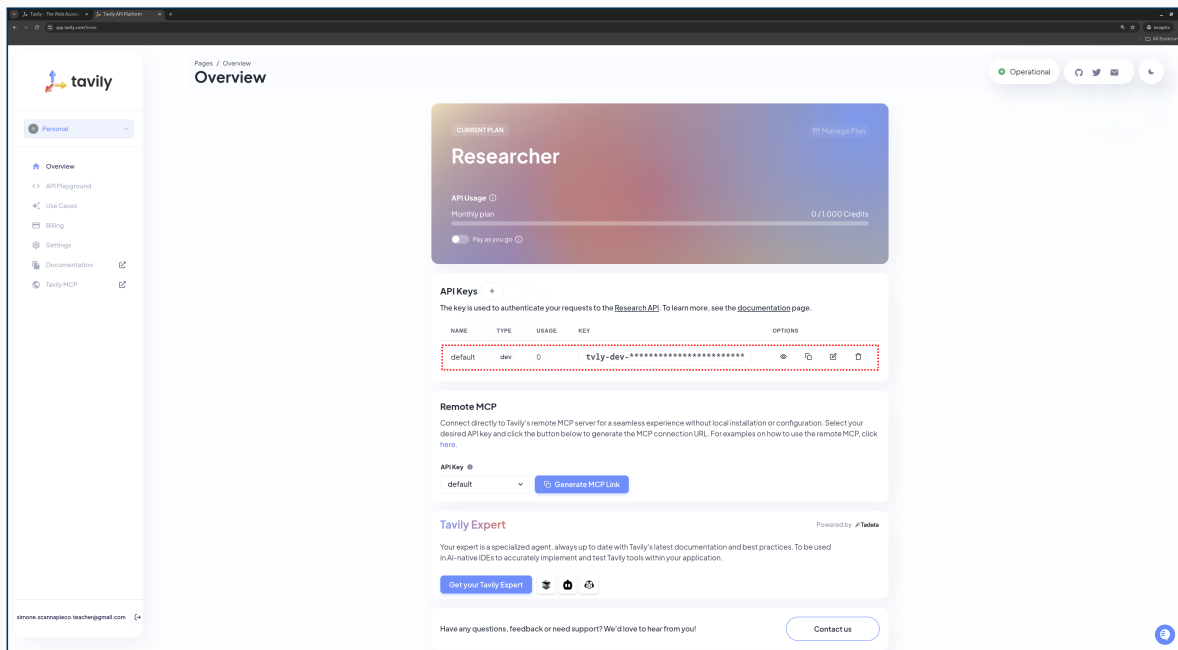 Tavily - The Web Access
Tavily API Platform
app.tavily.com/home
Incognito
All Bookmarks
tavily
Personal
Overview
API Playground
Use Cases
Billing
Settings
Documentation
Tavily MCP
simone.scannapieco.teacher@gmail.com
Pages / Overview
Overview
Operational
CURRENT PLAN
Manage Plan
Researcher
API Usage
Monthly plan
0 / 1,000 Credits
Pay as you go
API Keys +
The key is used to authenticate your requests to the Research API. To learn more, see the documentation page.
NAME TYPE USAGE KEY OPTIONS
default dev 0 tvly-dev-************************
Remote MCP
Connect directly to Tavily's remote MCP server for a seamless experience without local installation or configuration. Select your
desired API key and click the button below to generate the MCP connection URL. For examples on how to use the remote MCP, click
here.
API Key
default
Generate MCP Link
Tavily Expert
Powered by Tadata
Your expert is a specialized agent, always up to date with Tavily's latest documentation and best practices. To be used
in AI-native IDEs to accurately implement and test Tavily tools within your application.
Get your Tavily Expert
Have any questions, feedback or need support? We'd love to hear from you!
Contact us